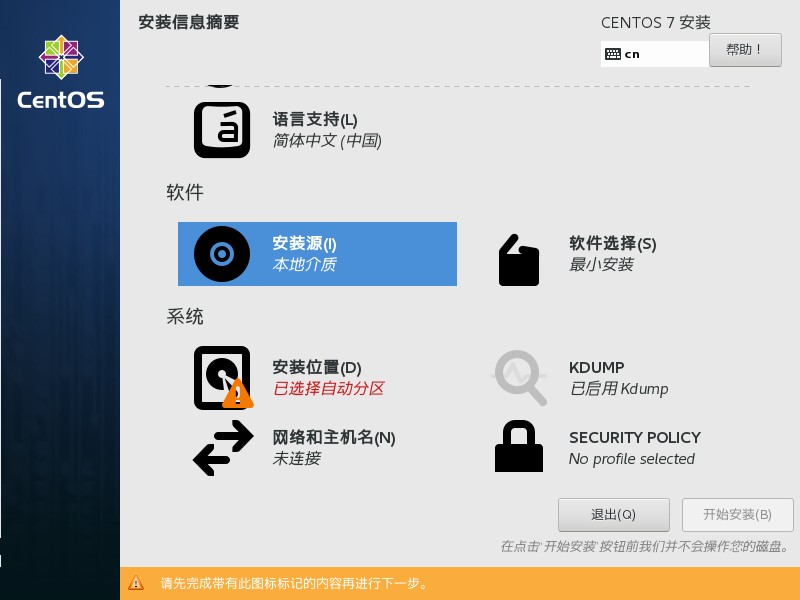 安装信息摘要
CENTOS 7 安装
cn
帮助！
CentOS
á
语言支持(L)
简体中文 (中国)
软件
安装源(I)
本地介质
软件选择(S)
最小安装
系统
安装位置(D)
已选择自动分区
KDUMP
已启用 Kdump
网络和主机名(N)
未连接
SECURITY POLICY
No profile selected
退出(Q)
开始安装(B)
在点击'开始安装'按钮前我们并不会操作您的磁盘。
请先完成带有此图标标记的内容再进行下一步。